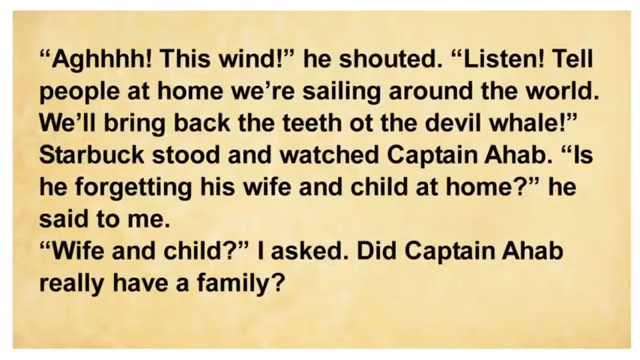 “Aghhhh! This wind!” he shouted. “Listen! Tell
people at home we’re sailing around the world.
We’ll bring back the teeth ot the devil whale!”
Starbuck stood and watched Captain Ahab. “Is
he forgetting his wife and child at home?” he
said to me.
“Wife and child?” I asked. Did Captain Ahab
really have a family?